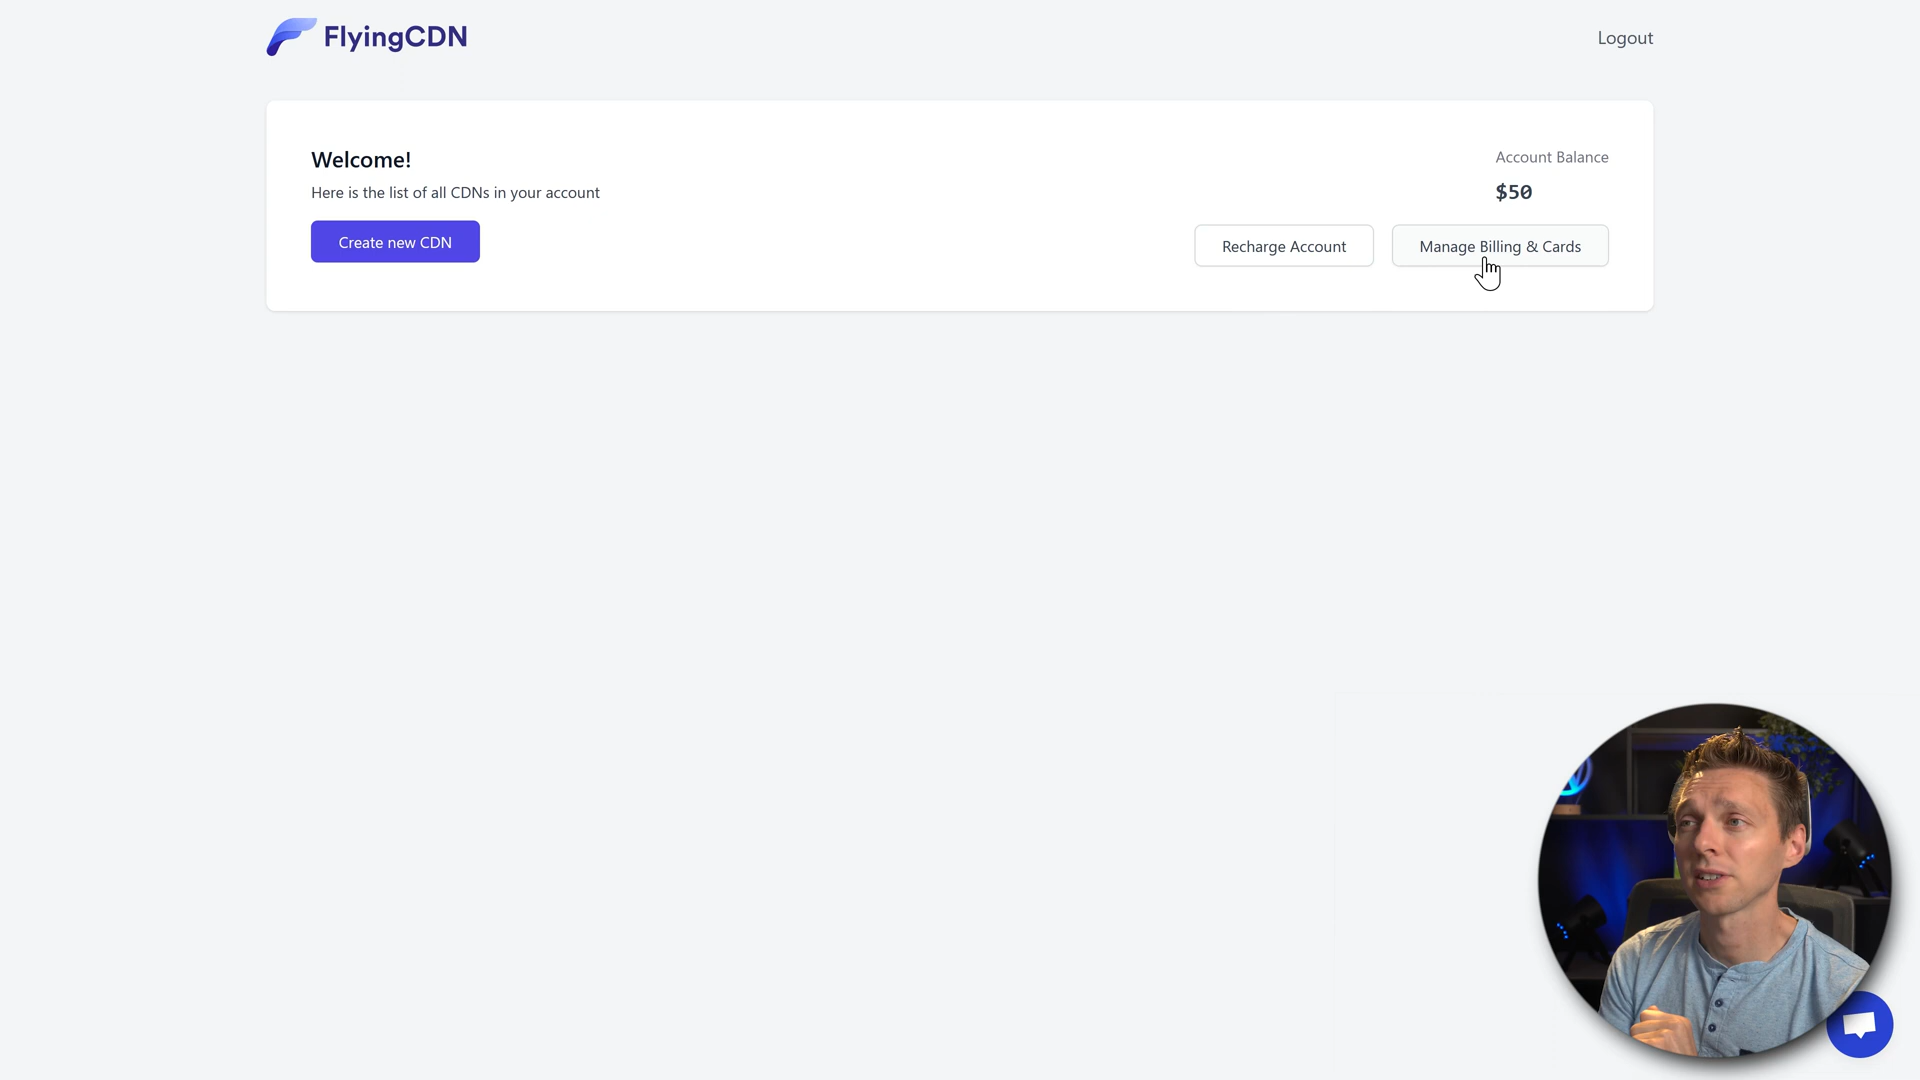 FlyingCDN
Logout
Welcome!
Account Balance
Here is the list of all CDNs in your account
$50
Create new CDN
Recharge Account
Manage Billing & Cards